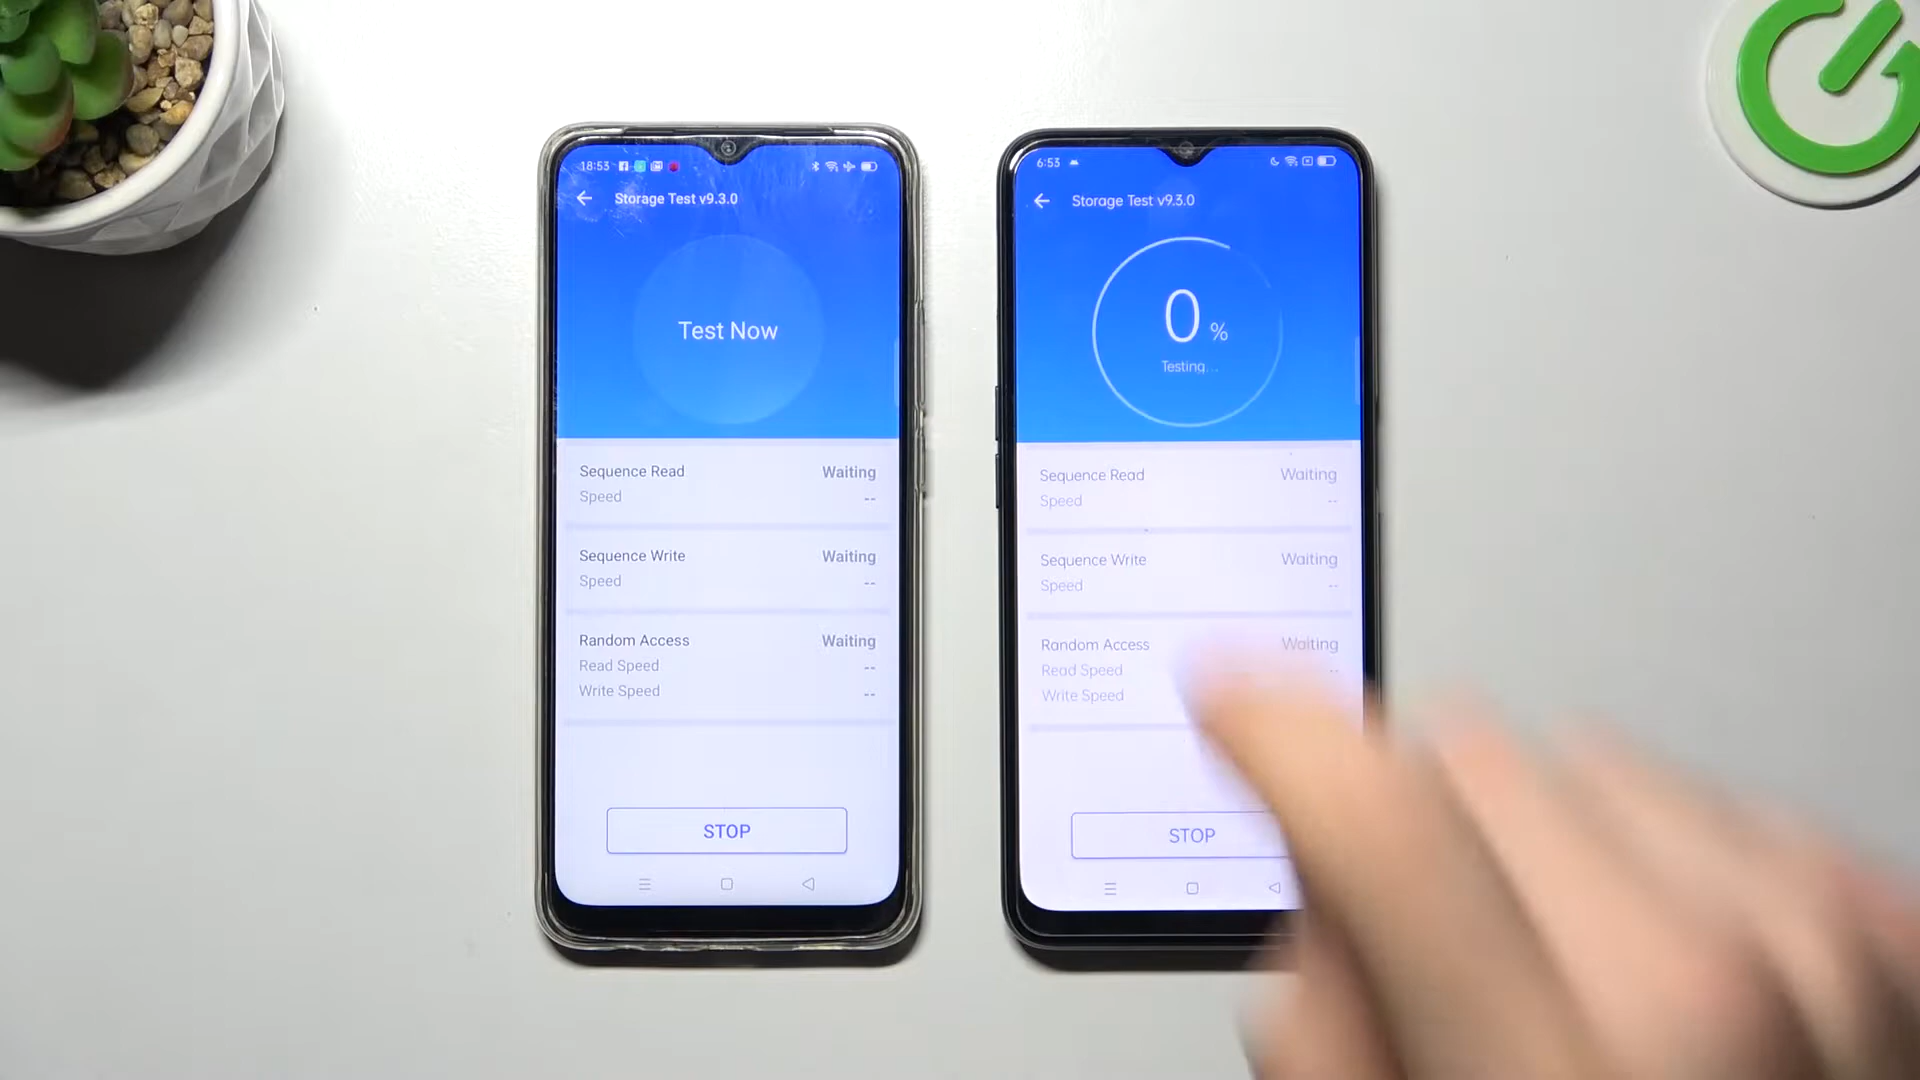 18:53
Storage Test v9.3.0
Test Now
Sequence Read Waiting
Speed --
Sequence Write Waiting
Speed --
Random Access Waiting
Read Speed --
Write Speed --
STOP
6:53
Storage Test v9.3.0
0 %
Testing...
Sequence Read Waiting
Speed --
Sequence Write Waiting
Speed --
Random Access Waiting
Read Speed --
Write Speed
STOP